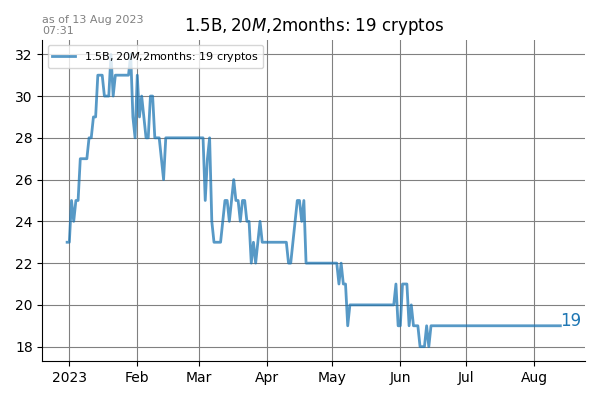 as of 13 Aug 2023
07:31
1.5B, 20M,2months: 19 cryptos
1.5B, 20M,2months: 19 cryptos
32
30
28
26
24
22
20
18
19
2023 Feb Mar Apr May Jun Jul Aug